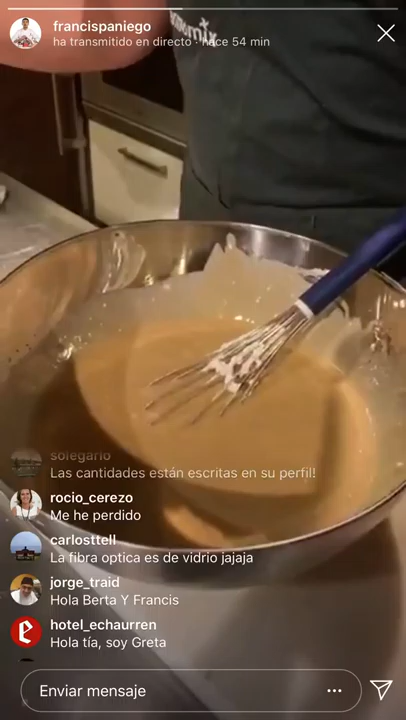 francispaniego
ha transmitido en directo · hace 54 min
solegario
Las cantidades están escritas en su perfil!
rocio_cerezo
Me he perdido
carlosttell
La fibra optica es de vidrio jajaja
jorge_traid
Hola Berta Y Francis
hotel_echaurren
Hola tía, soy Greta
Enviar mensaje